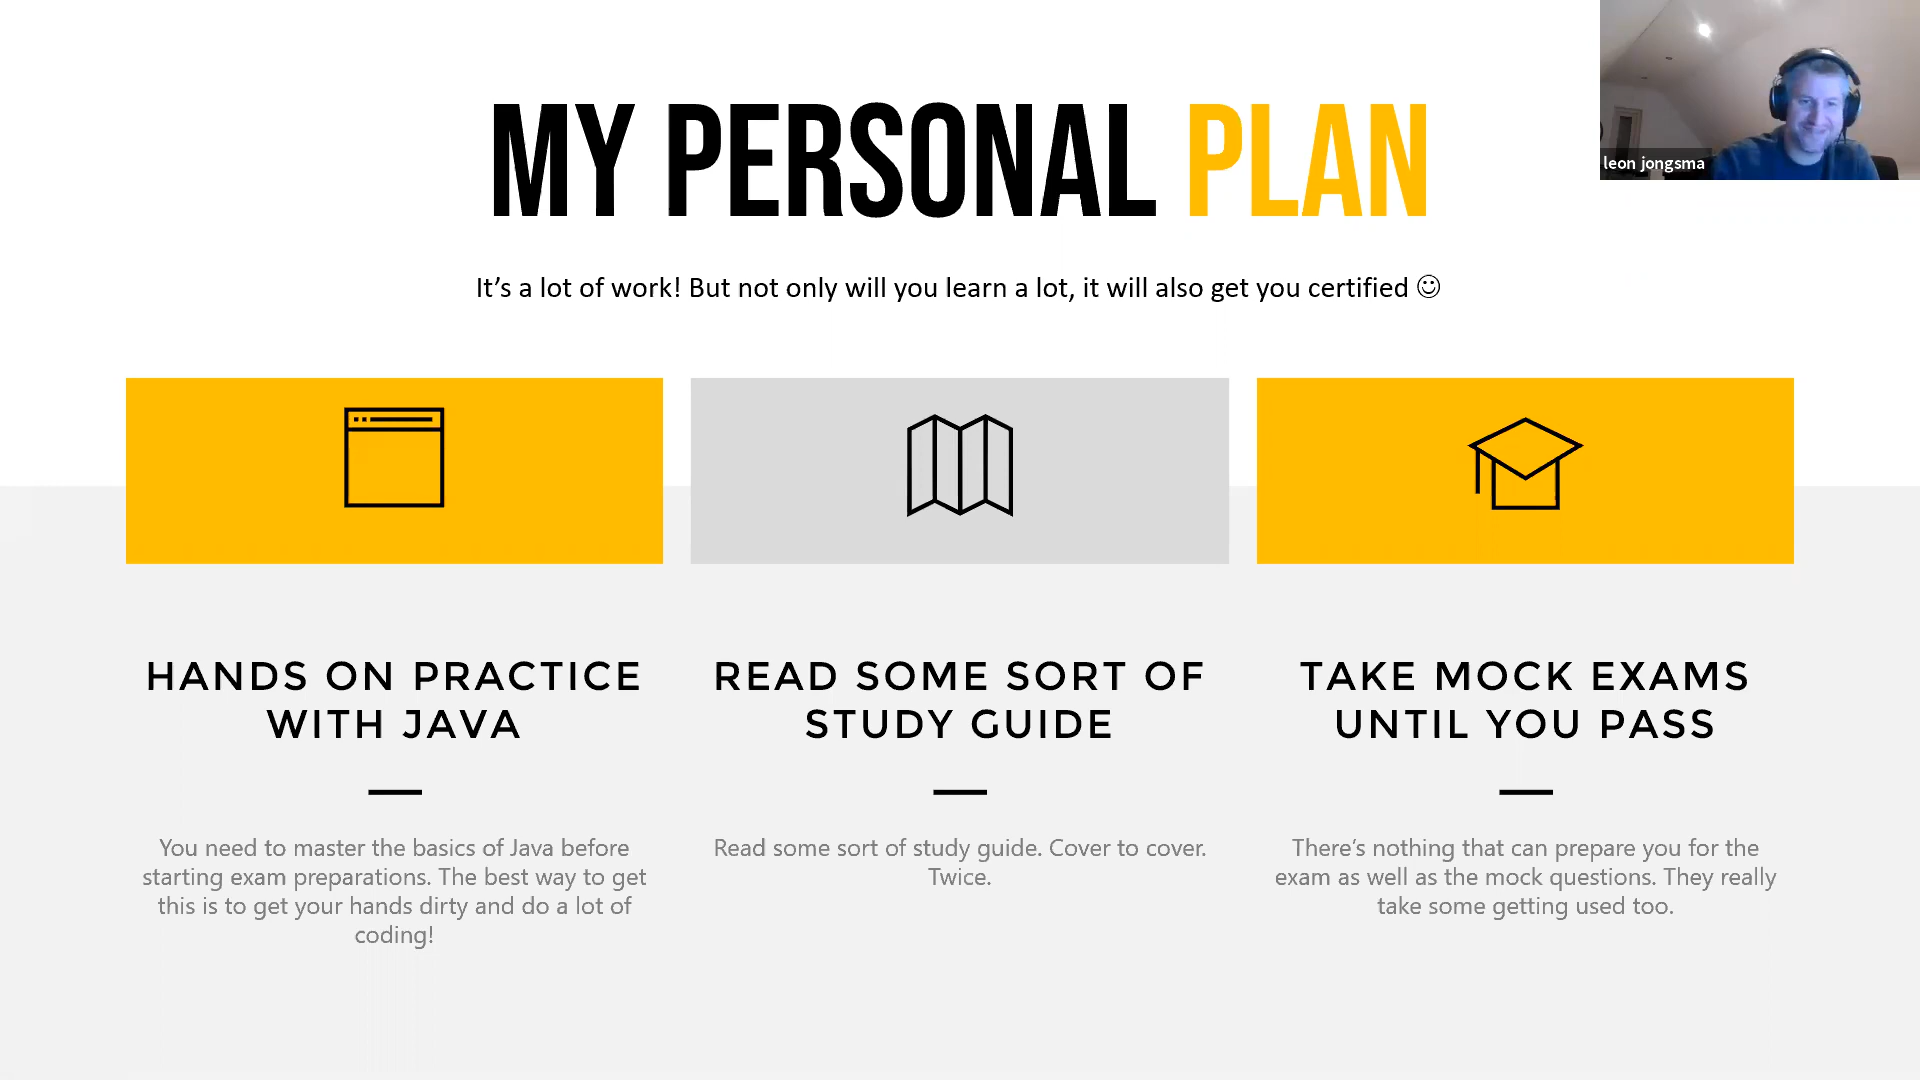 MY PERSONAL PLAN
leon jongsma
It’s a lot of work! But not only will you learn a lot, it will also get you certified ☺
HANDS ON PRACTICE
WITH JAVA
You need to master the basics of Java before
starting exam preparations. The best way to get
this is to get your hands dirty and do a lot of
coding!
READ SOME SORT OF
STUDY GUIDE
Read some sort of study guide. Cover to cover.
Twice.
TAKE MOCK EXAMS
UNTIL YOU PASS
There’s nothing that can prepare you for the
exam as well as the mock questions. They really
take some getting used too.